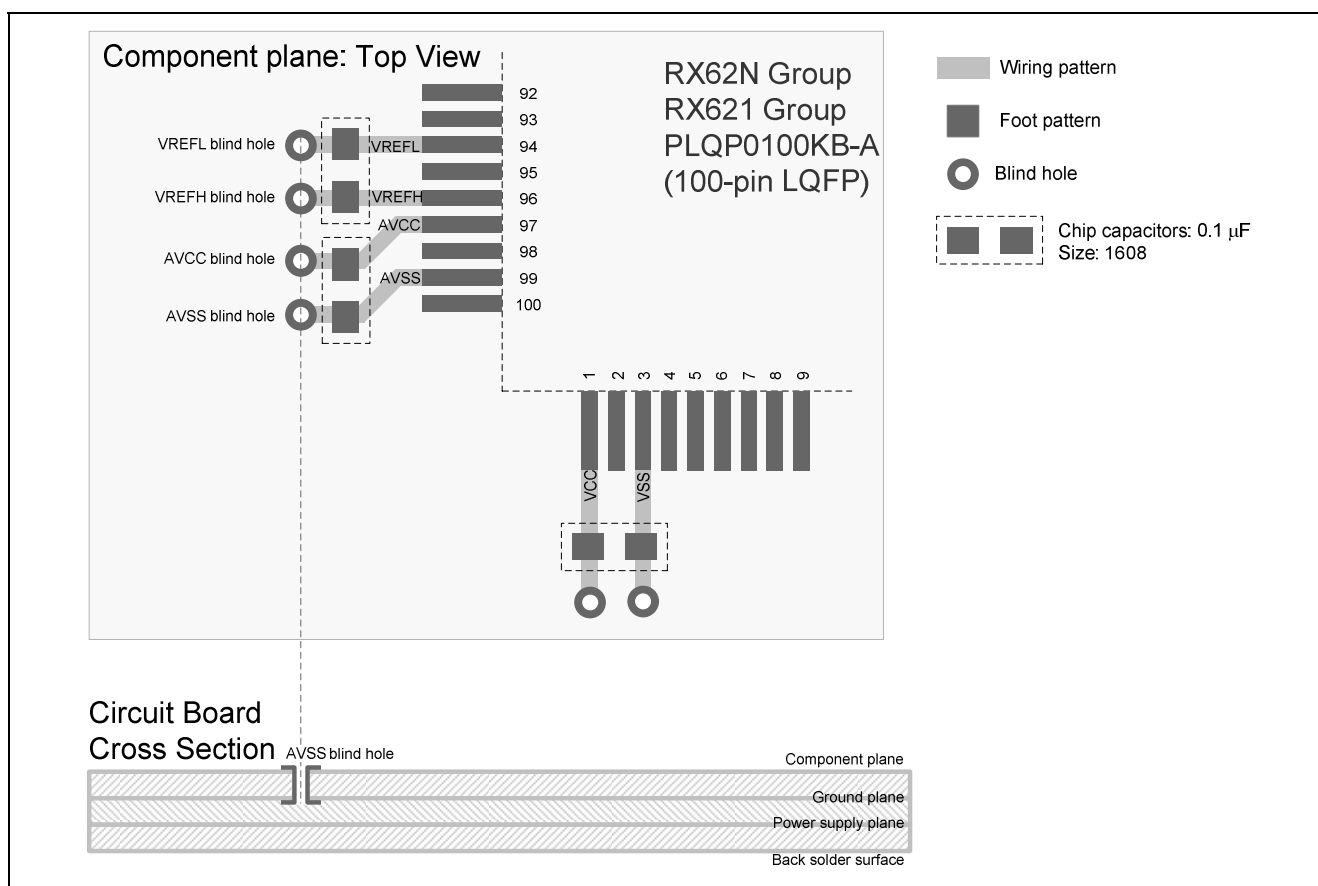 Component plane: Top View
RX62N Group
RX621 Group
PLQP0100KB-A
(100-pin LQFP)
Wiring pattern
Foot pattern
Blind hole
Chip capacitors: 0.1 μF
Size: 1608
92
93
VREFL blind hole
VREFL
94
95
VREFH blind hole
VREFH
96
AVCC
97
AVCC blind hole
98
AVSS
99
100
AVSS blind hole
1
2
3
4
5
6
7
8
9
VCC
VSS
Circuit Board
Cross Section
AVSS blind hole
Component plane
Ground plane
Power supply plane
Back solder surface